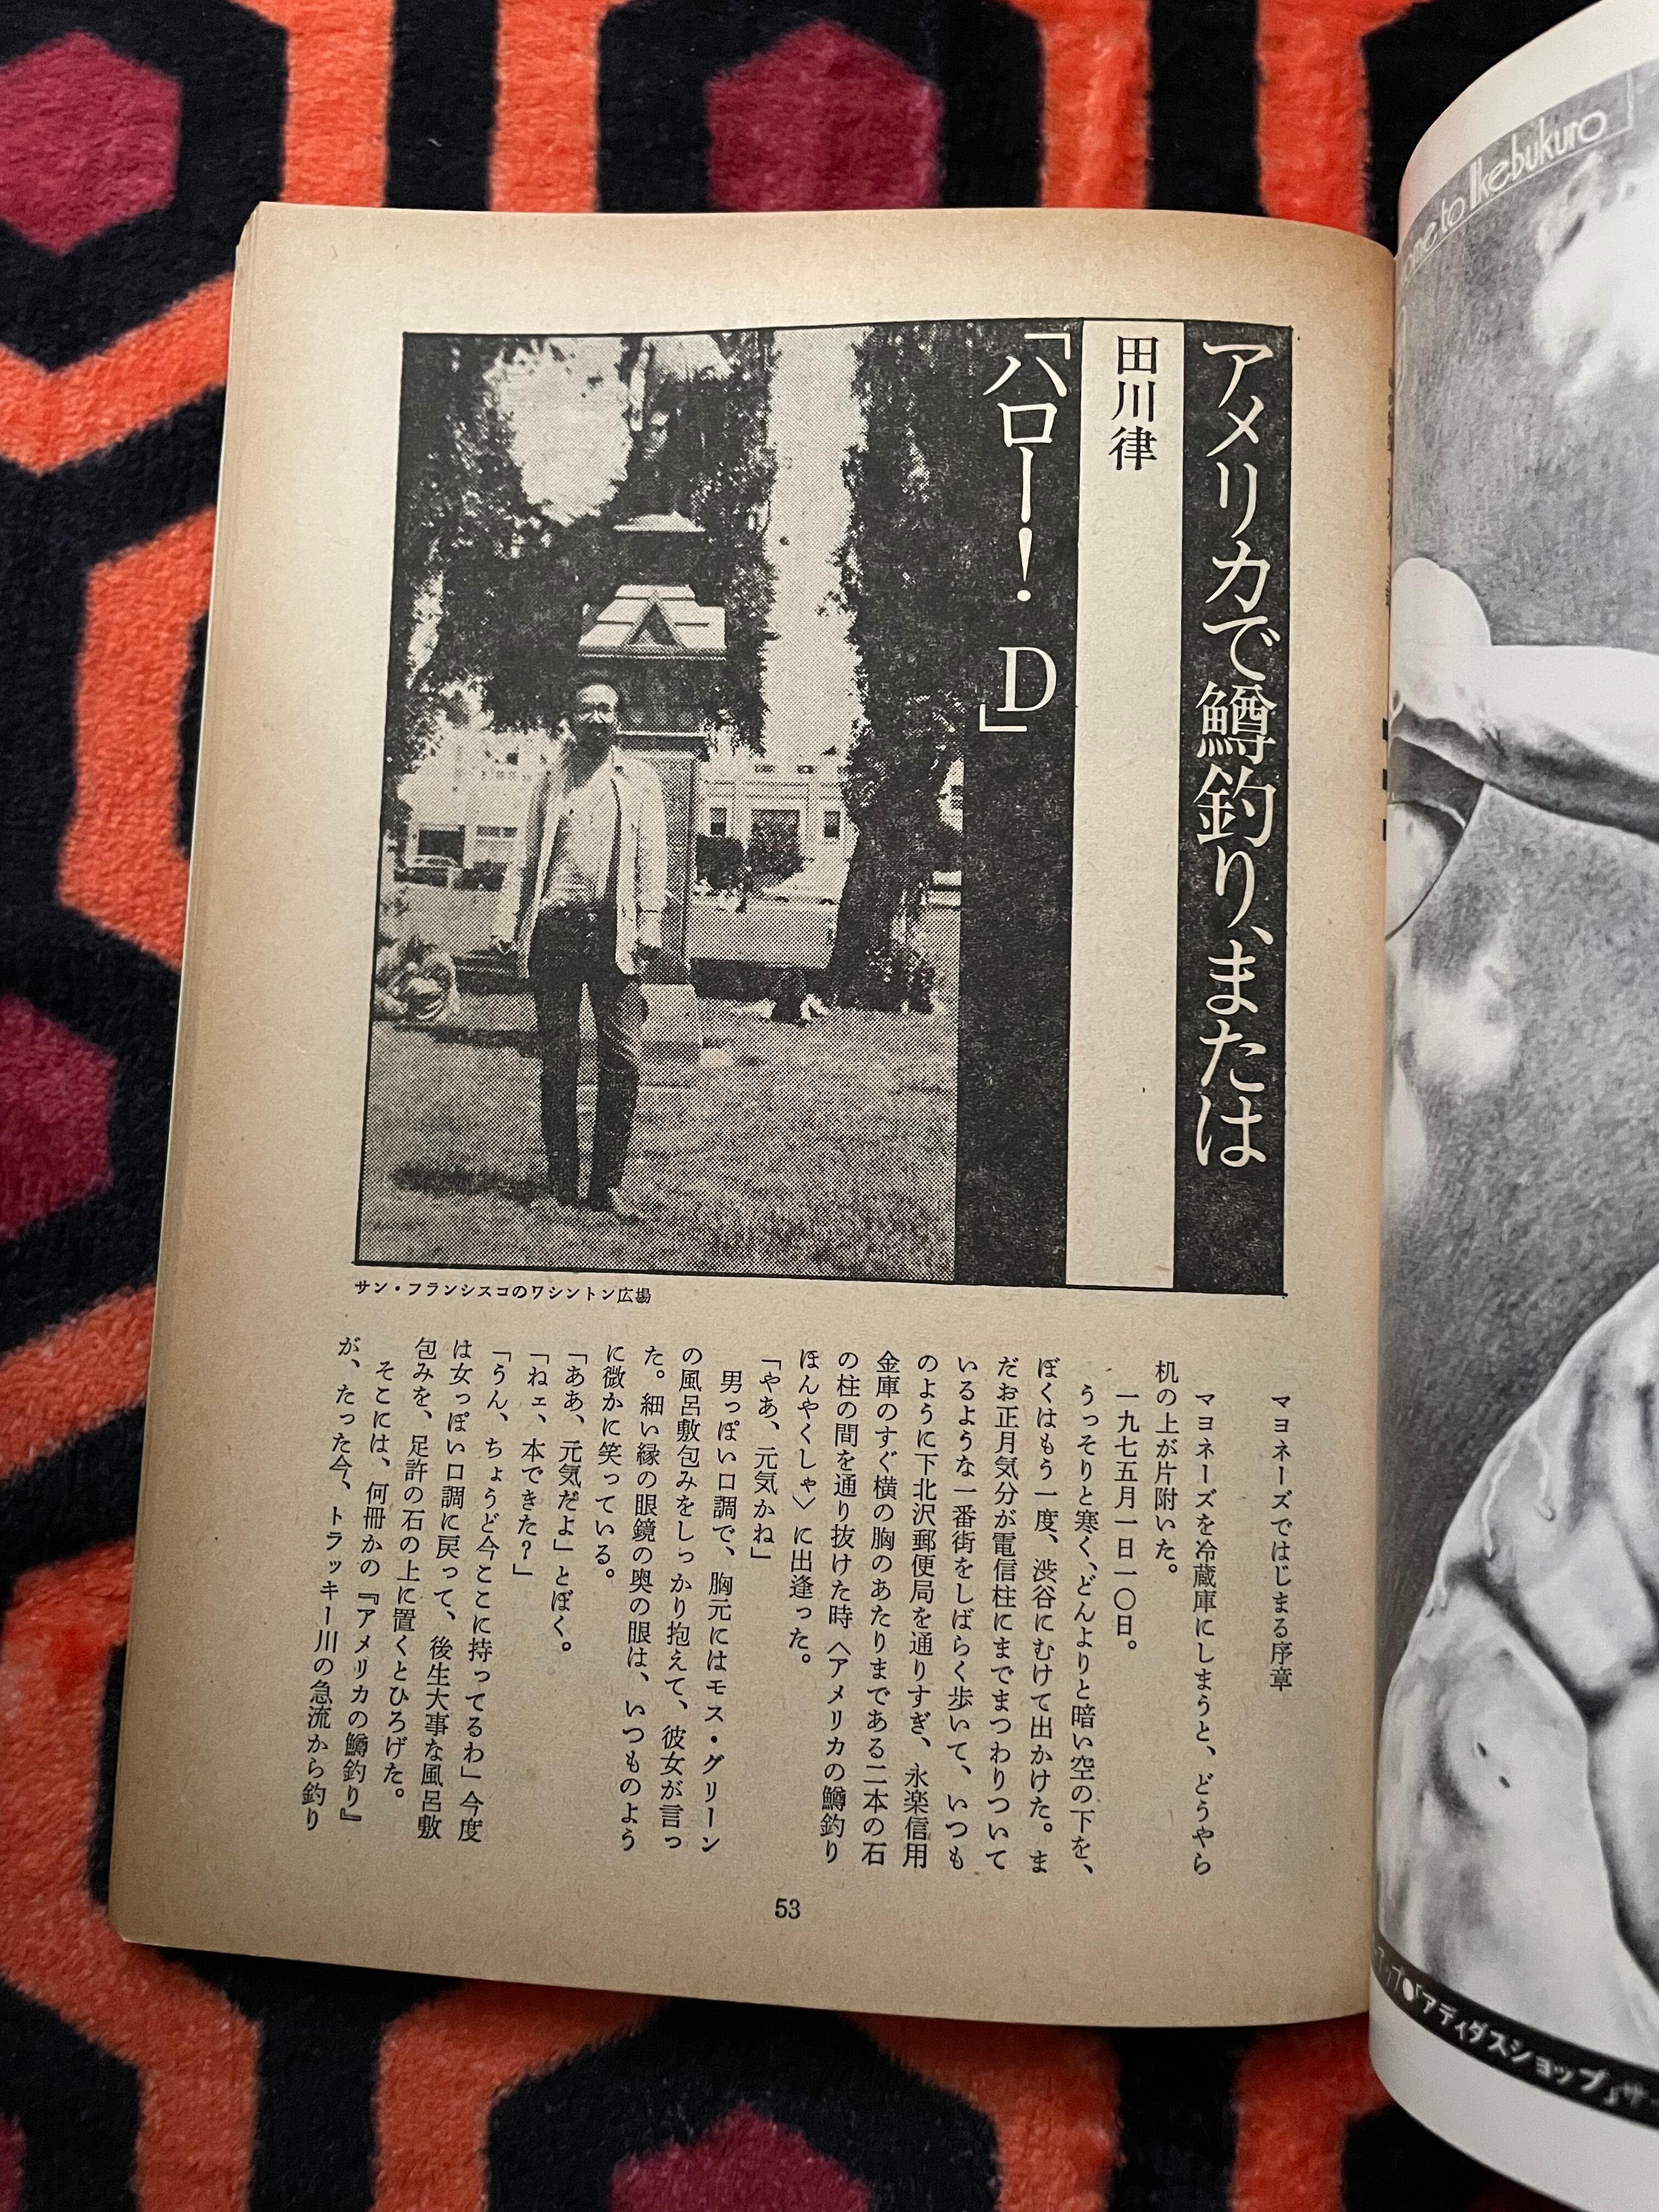 アメリカで鱒釣り、または
田川律
「ハロー！ D」
サン・フランシスコのワシントン広場
マヨネーズではじまる序章
マヨネーズを冷蔵庫にしまうと、どうやら
机の上が片附いた。
一九七五月一日一〇日。
うっそりと寒く、どんよりと暗い空の下を、
ぼくはもう一度、渋谷にむけて出かけた。ま
だお正月気分が電信柱にまでまつわりついて
いるような一番街をしばらく歩いて、いつも
のように下北沢郵便局を通りすぎ、永楽信用
金庫のすぐ横の胸のあたりまである二本の石
の柱の間を通り抜けた時〈アメリカの鱒釣り
ほんやくしゃ〉に出逢った。
「やあ、元気かね」
男っぽい口調で、胸元にはモス・グリーン
の風呂敷包みをしっかり抱えて、彼女が言っ
た。細い縁の眼鏡の奥の眼は、いつものよう
に微かに笑っている。
「ああ、元気だよ」とぼく。
「ねェ、本できた？」
「うん、ちょうど今ここに持ってるわ」今度
は女っぽい口調に戻って、後生大事な風呂敷
包みを、足許の石の上に置くとひろげた。
そこには、何冊かの『アメリカの鱒釣り』
が、たった今、トラッキー川の急流から釣り
53
me to Ikebukuro
アップ●「アディダスショップ」サー